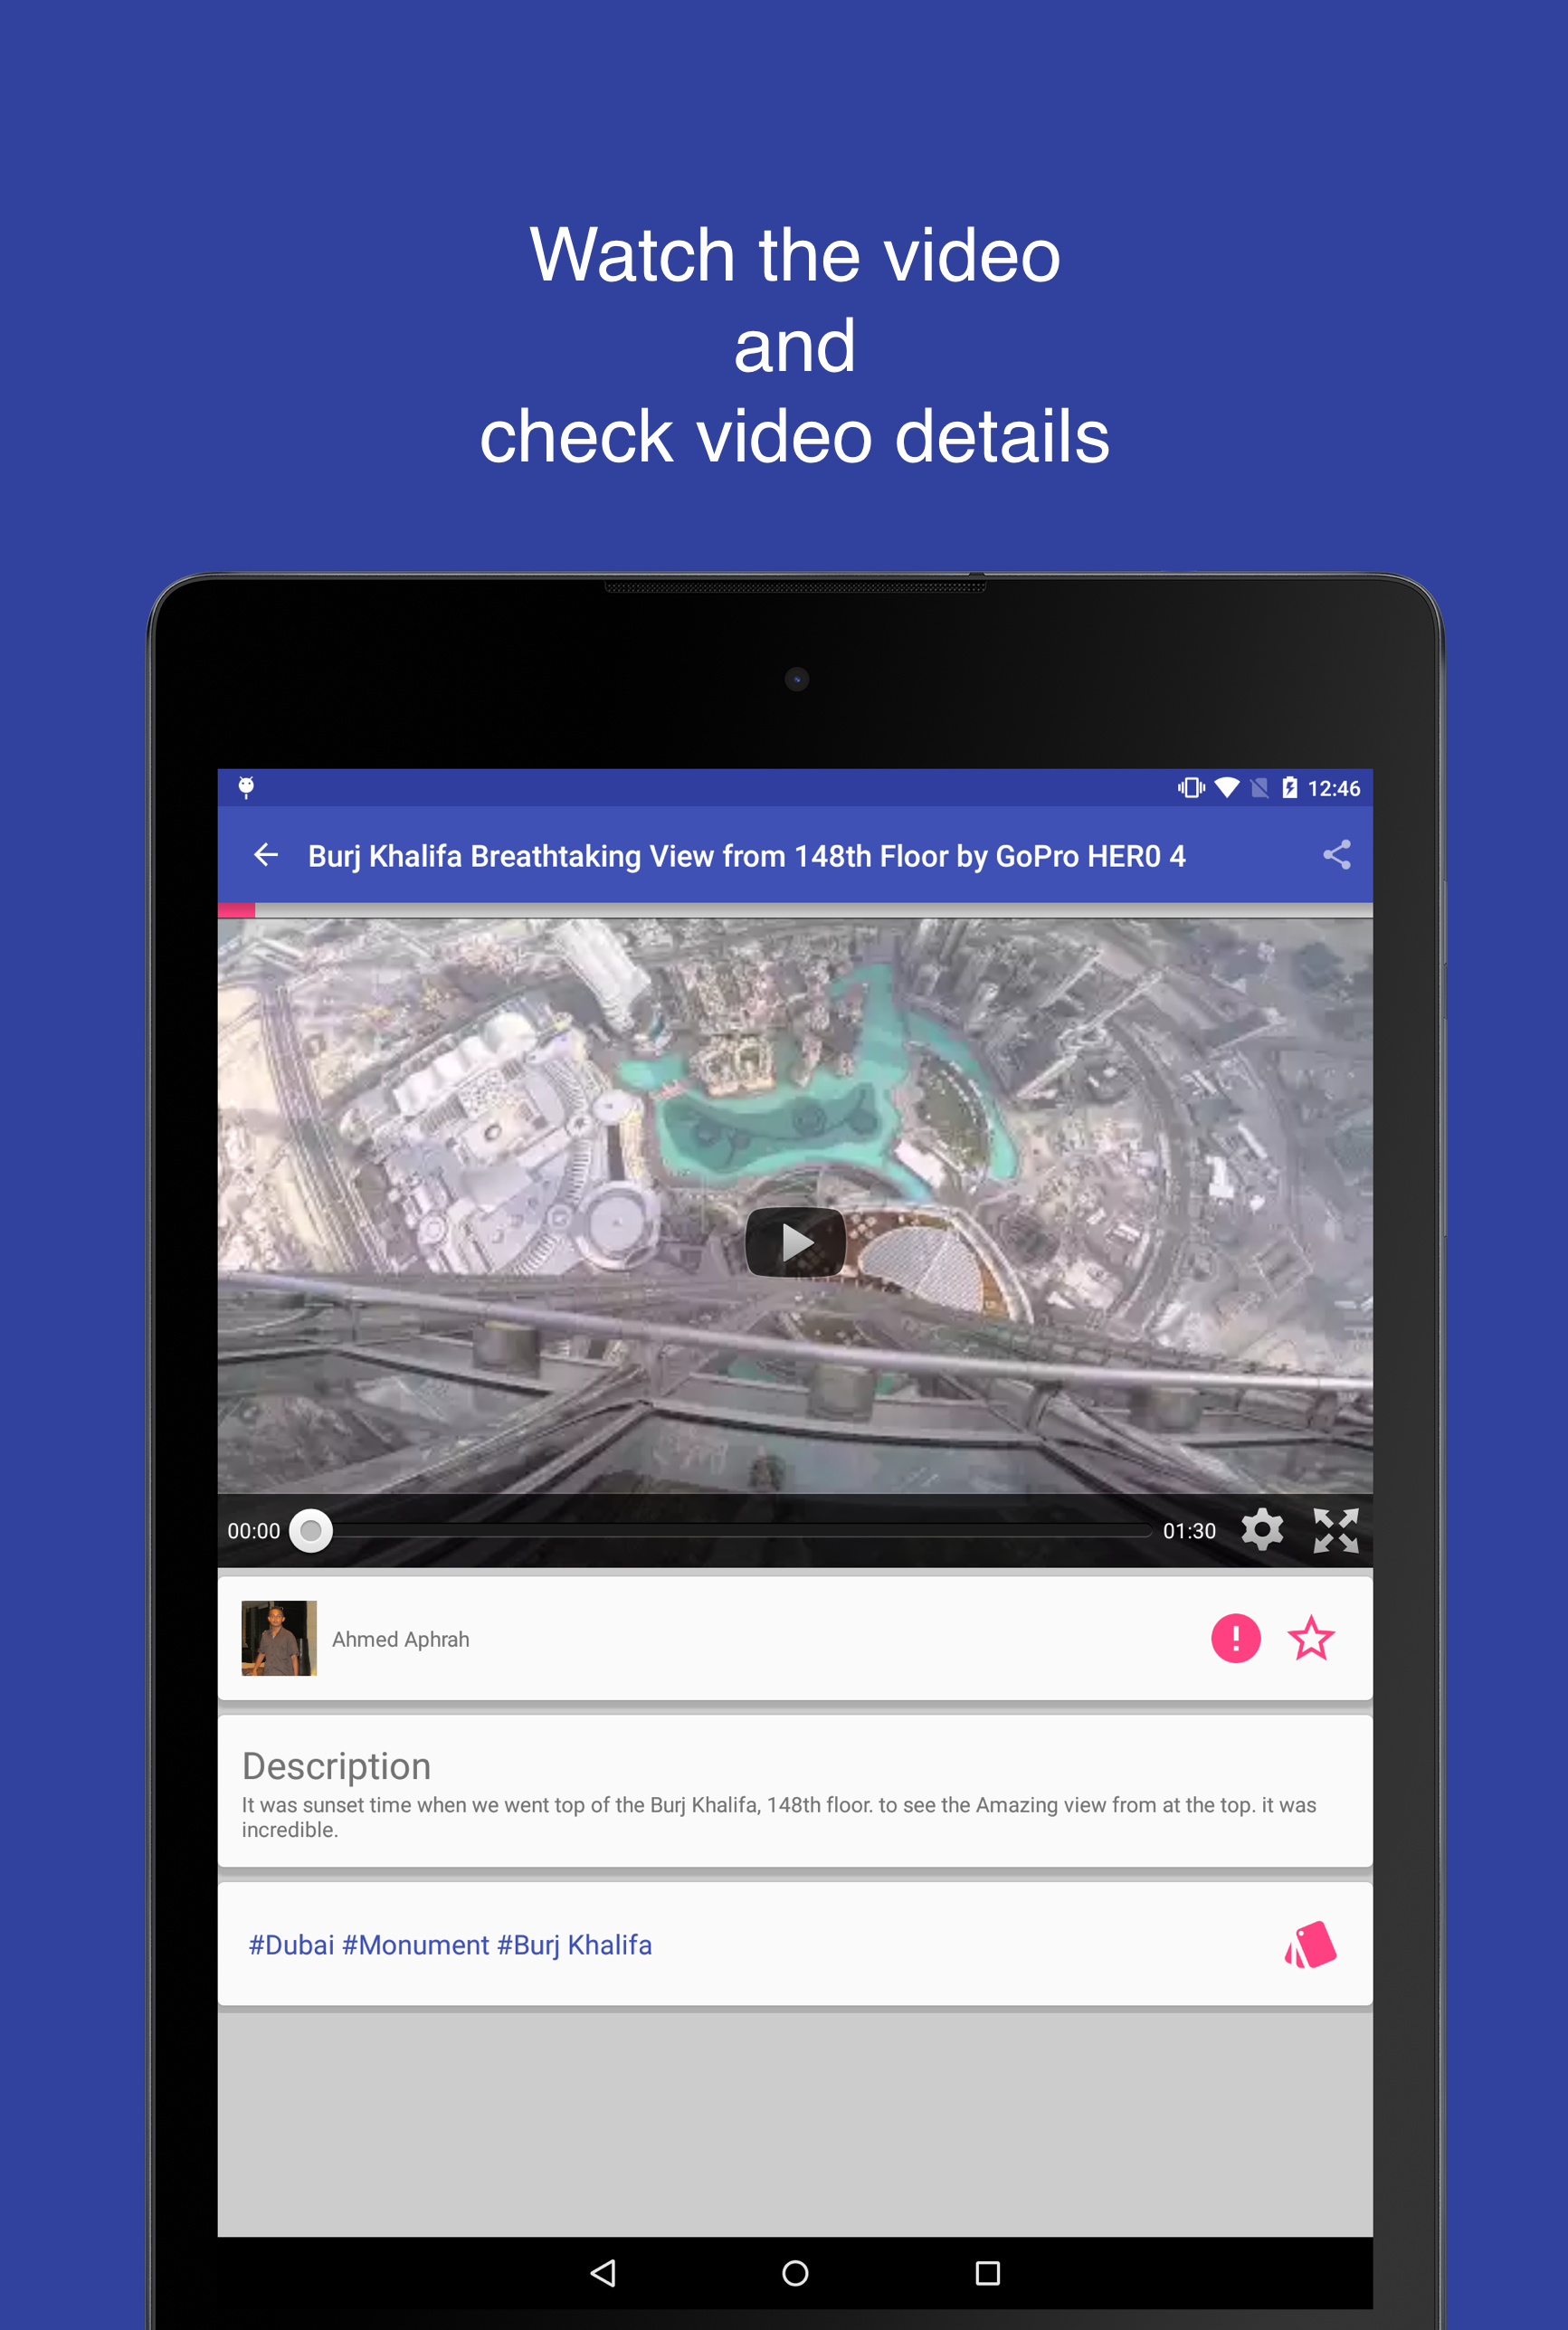 Watch the video
and
check video details
12:46
Burj Khalifa Breathtaking View from 148th Floor by GoPro HER0 4
00:00
01:30
Ahmed Aphrah
Description
It was sunset time when we went top of the Burj Khalifa, 148th floor. to see the Amazing view from at the top. it was
incredible.
#Dubai #Monument #Burj Khalifa